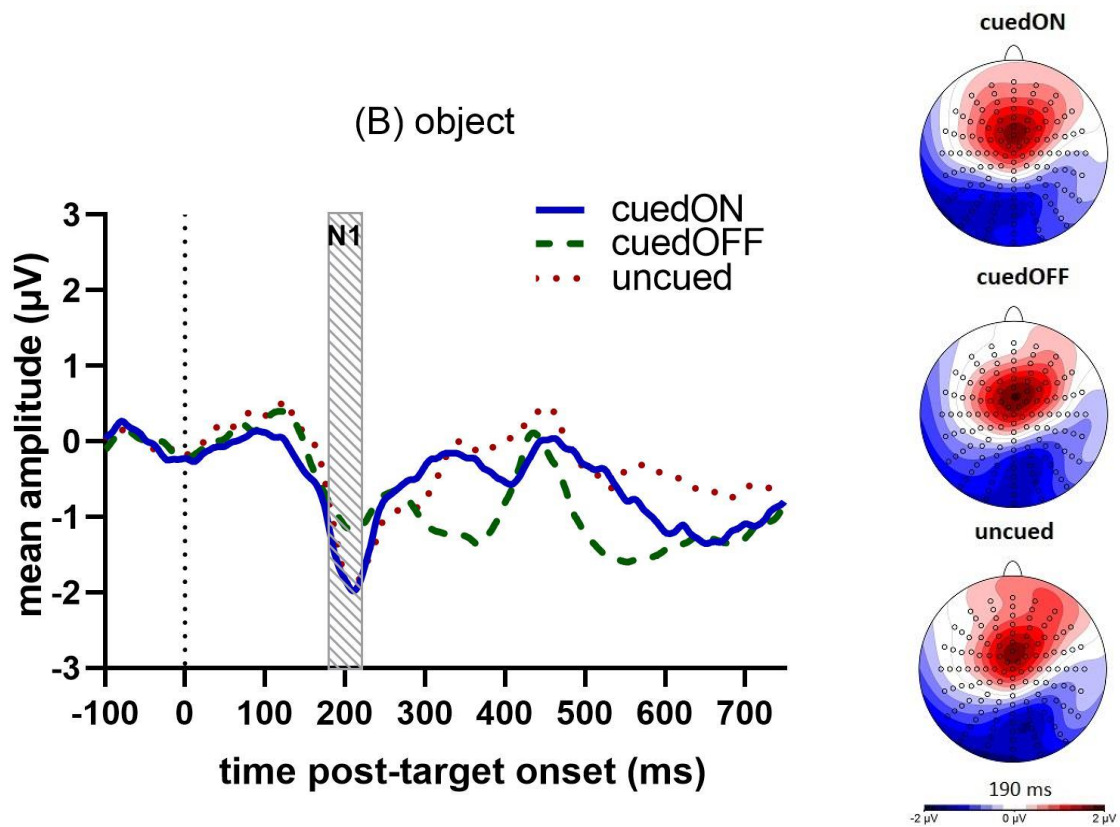 (B) object
cuedON
cuedOFF
uncued
N1
3
2
1
0
-1
-2
-3
mean amplitude (µV)
-100 0 100 200 300 400 500 600 700
time post-target onset (ms)
cuedON
cuedOFF
uncued
190 ms
-2 µV 0 µV 2 µV